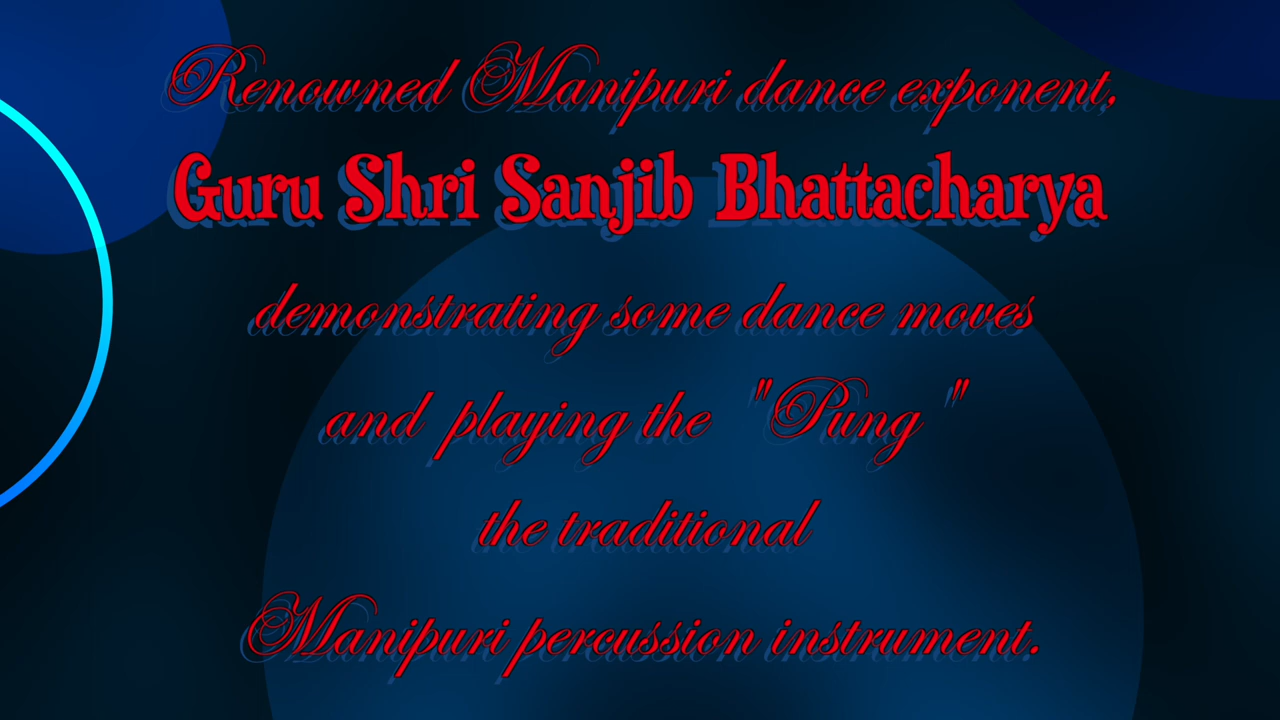 Renowned Manipuri dance exponent,
Guru Shri Sanjib Bhattacharya
demonstrating some dance moves
and playing the "Pung"
the traditional
Manipuri percussion instrument.